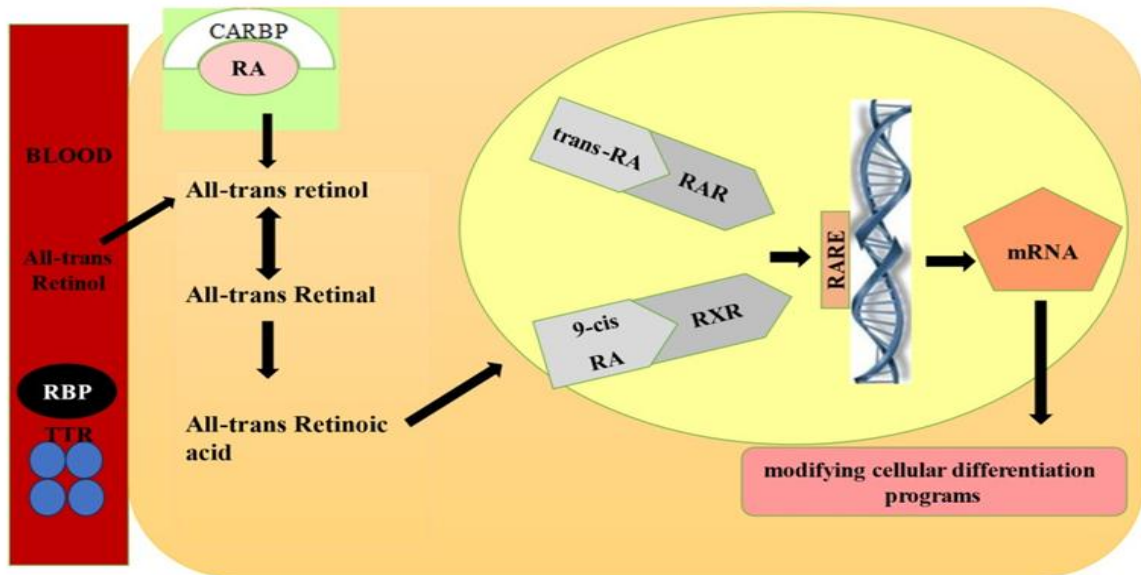 CARBP
RA
BLOOD
All-trans retinol
All-trans
Retinol
All-trans Retinal
RBP
TTR
All-trans Retinoic
acid
trans-RA
RAR
9-cis
RA
RXR
RARE
mRNA
modifying cellular differentiation
programs